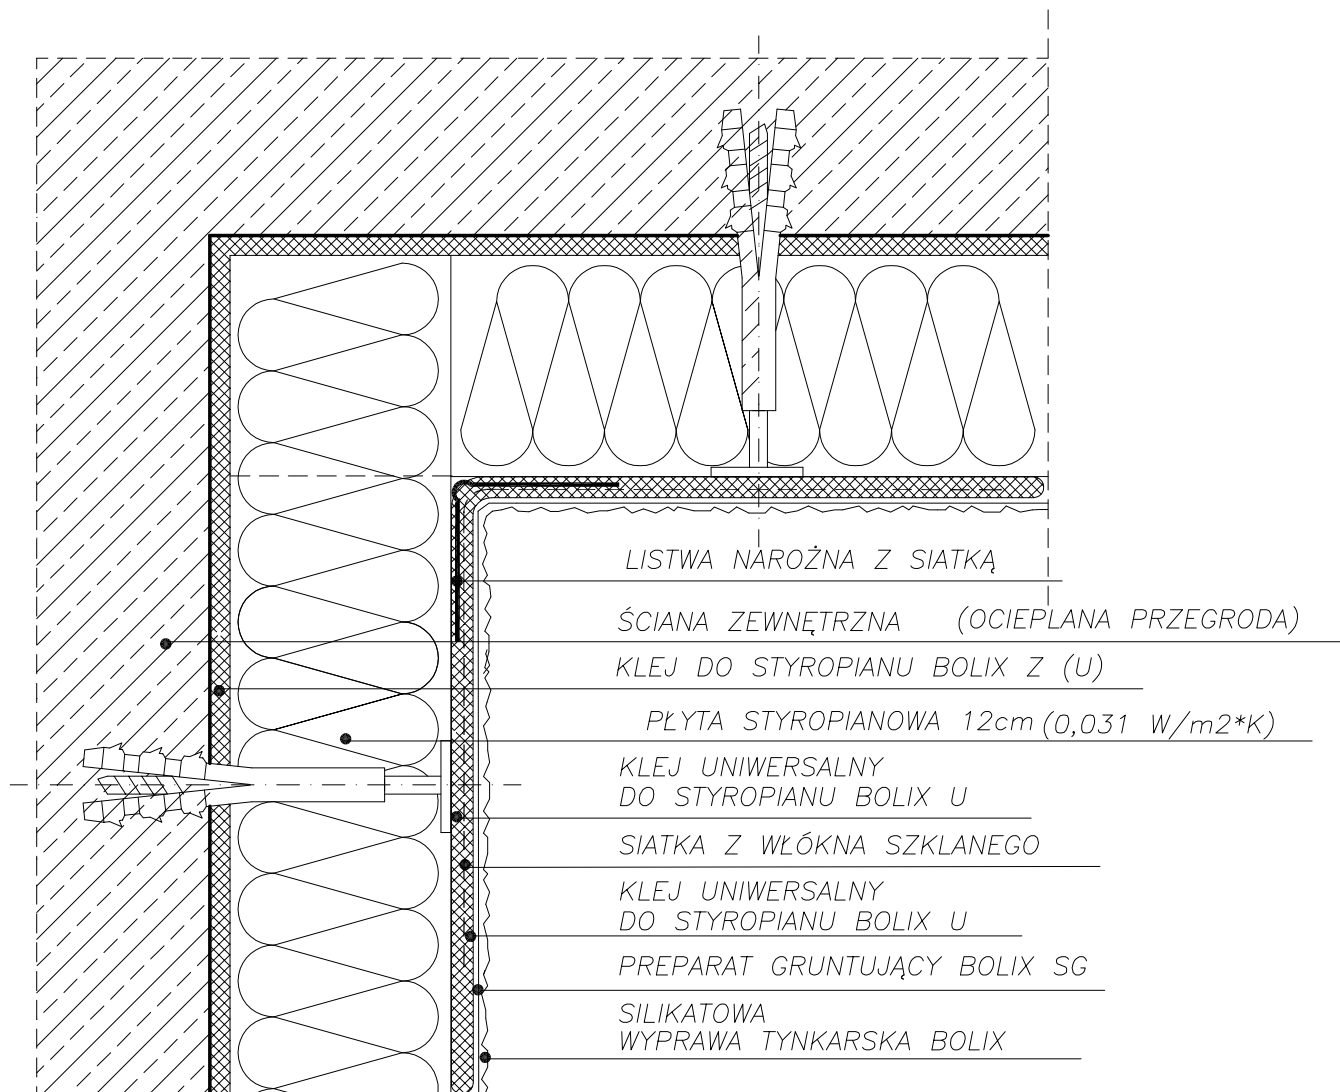 LISTWA NAROŻNA Z SIATKĄ
ŚCIANA ZEWNĘTRZNA (OCIEPLANA PRZEGRODA)
KLEJ DO STYROPIANU BOLIX Z (U)
PŁYTA STYROPIANOWA 12cm (0,031 W/m2*K)
KLEJ UNIWERSALNY
DO STYROPIANU BOLIX U
SIATKA Z WŁÓKNA SZKLANEGO
KLEJ UNIWERSALNY
DO STYROPIANU BOLIX U
PREPARAT GRUNTUJĄCY BOLIX SG
SILIKATOWA
WYPRAWA TYNKARSKA BOLIX